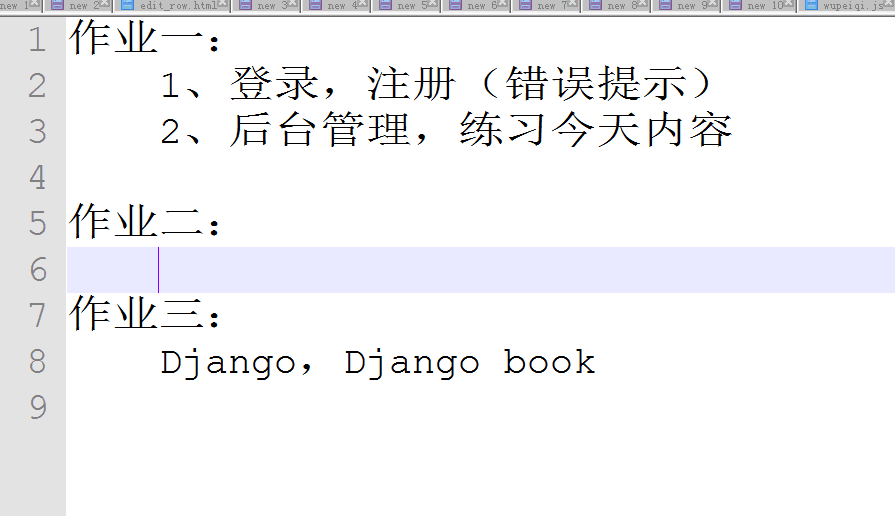 new 1 new 2 edit_row.html new 3 new 4 new 5 new 6 new 7 new 8 new 9 new 10 wupeiqi.js
1 作业一：
2 1、登录，注册（错误提示）
3 2、后台管理，练习今天内容
4
5 作业二：
6
7 作业三：
8 Django，Django book
9